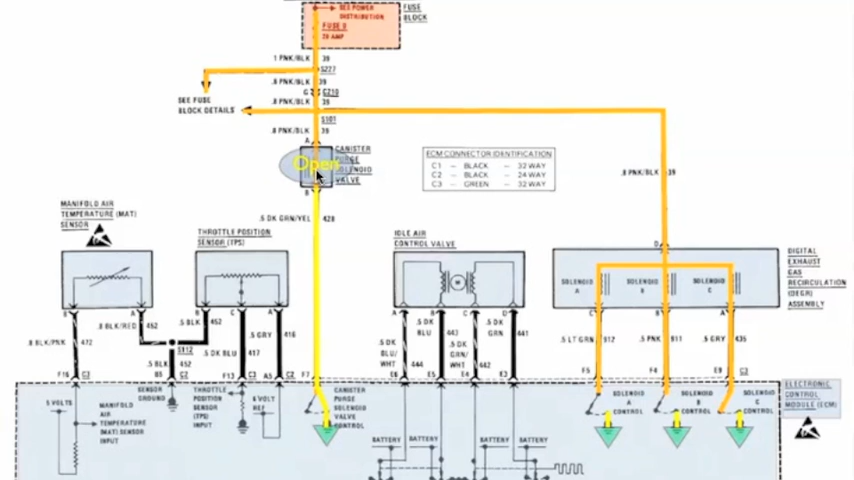 SEE POWER
DISTRIBUTION
FUSE 9
20 AMP
FUSE
BLOCK
1 PNK/BLK
39
S227
.8 PNK/BLK
39
G
C210
.8 PNK/BLK
39
S101
.8 PNK/BLK
39
SEE FUSE
BLOCK DETAILS
A
CANISTER
PURGE
SOLENOID
VALVE
Open
B
ECM CONNECTOR IDENTIFICATION
C1 – BLACK – 32 WAY
C2 – BLACK – 24 WAY
C3 – GREEN – 32 WAY
.8 PNK/BLK
39
.5 DK GRN/YEL
428
MANIFOLD AIR
TEMPERATURE (MAT)
SENSOR
THROTTLE POSITION
SENSOR (TPS)
IDLE AIR
CONTROL VALVE
D
DIGITAL
EXHAUST
GAS
RECIRCULATION
(DEGR)
ASSEMBLY
SOLENOID
A
SOLENOID
B
SOLENOID
C
B
A
B
C
A
A
B
C
D
C
B
A
.8 BLK/PNK
472
.8 BLK/RED
452
.5 BLK
452
S112
.5 BLK
452
.5 DK BLU
417
.5 GRY
416
.5 DK
BLU/
WHT
444
.5 DK
BLU
443
.5 DK
GRN/
WHT
442
.5 DK
GRN
441
.5 LT GRN
912
.5 PNK
911
.5 GRY
435
F16
C3
B5
C2
F13
C3
A5
C2
F7
E6
E5
E4
E3
F5
F4
E9
C3
5 VOLTS
MANIFOLD
AIR
TEMPERATURE
(MAT) SENSOR
INPUT
SENSOR
GROUND
THROTTLE
POSITION
SENSOR
(TPS)
INPUT
5 VOLT
REF
CANISTER
PURGE
SOLENOID
VALVE
CONTROL
BATTERY
BATTERY
BATTERY
BATTERY
SOLENOID
A
CONTROL
SOLENOID
B
CONTROL
SOLENOID
C
CONTROL
ELECTRONIC
CONTROL
MODULE (ECM)